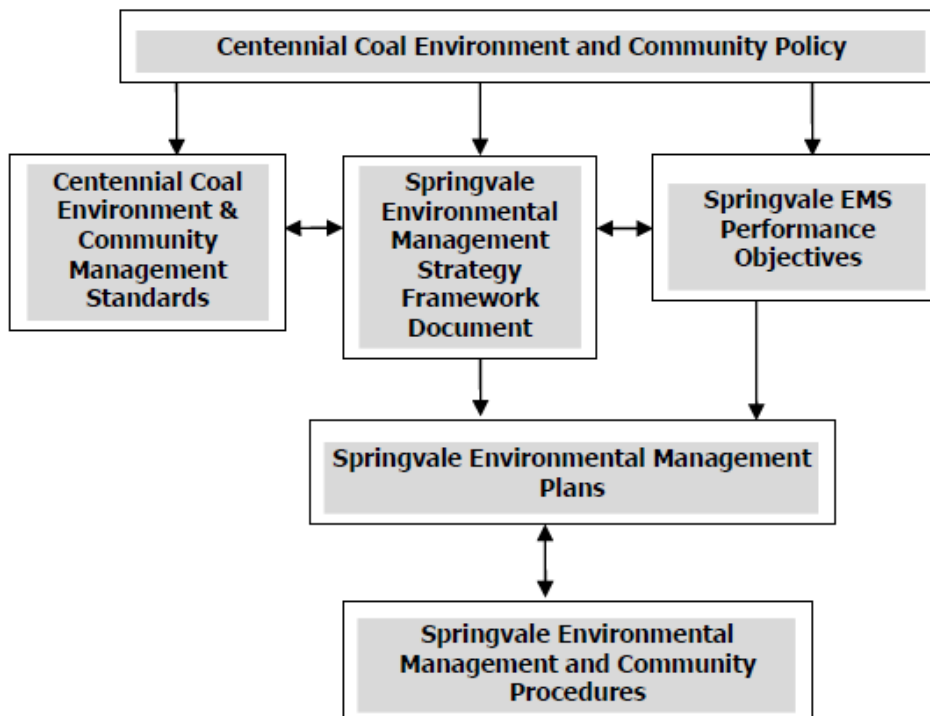 Centennial Coal Environment and Community Policy
Centennial Coal
Environment &
Community
Management
Standards
Springvale
Environmental
Management
Strategy
Framework
Document
Springvale EMS
Performance
Objectives
Springvale Environmental Management
Plans
Springvale Environmental
Management and Community
Procedures